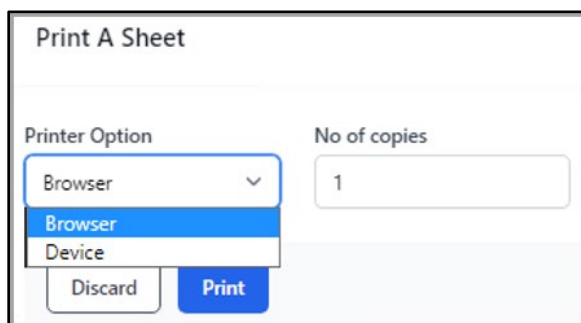 Print A Sheet
Printer Option No of copies
Browser 1
Browser
Device
Discard Print